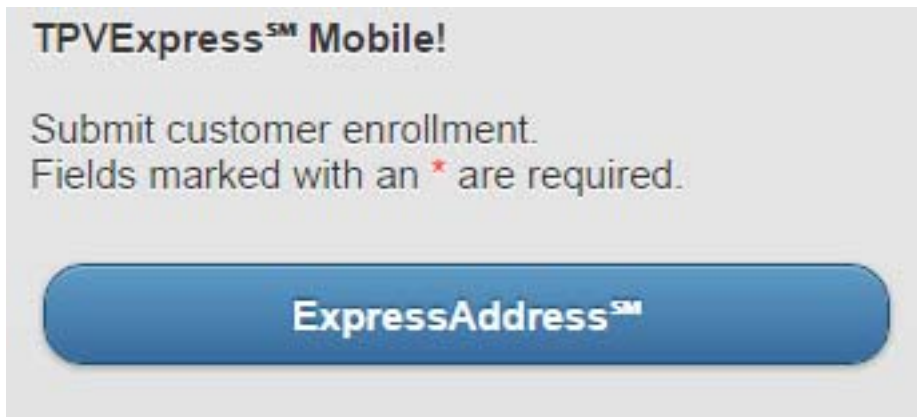 TPVExpress℠ Mobile!
Submit customer enrollment.
Fields marked with an * are required.
ExpressAddress℠